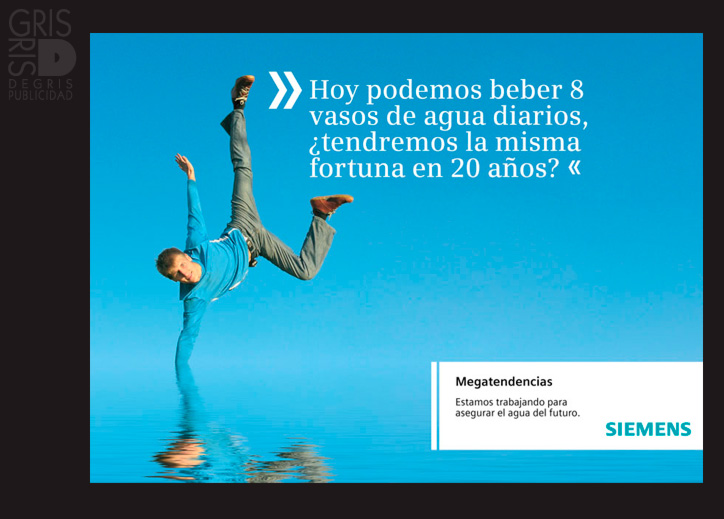 GRIS
GRIS
D
DEGRIS
PUBLICIDAD
» Hoy podemos beber 8
vasos de agua diarios,
¿tendremos la misma
fortuna en 20 años? «
Megatendencias
Estamos trabajando para
asegurar el agua del futuro.
SIEMENS